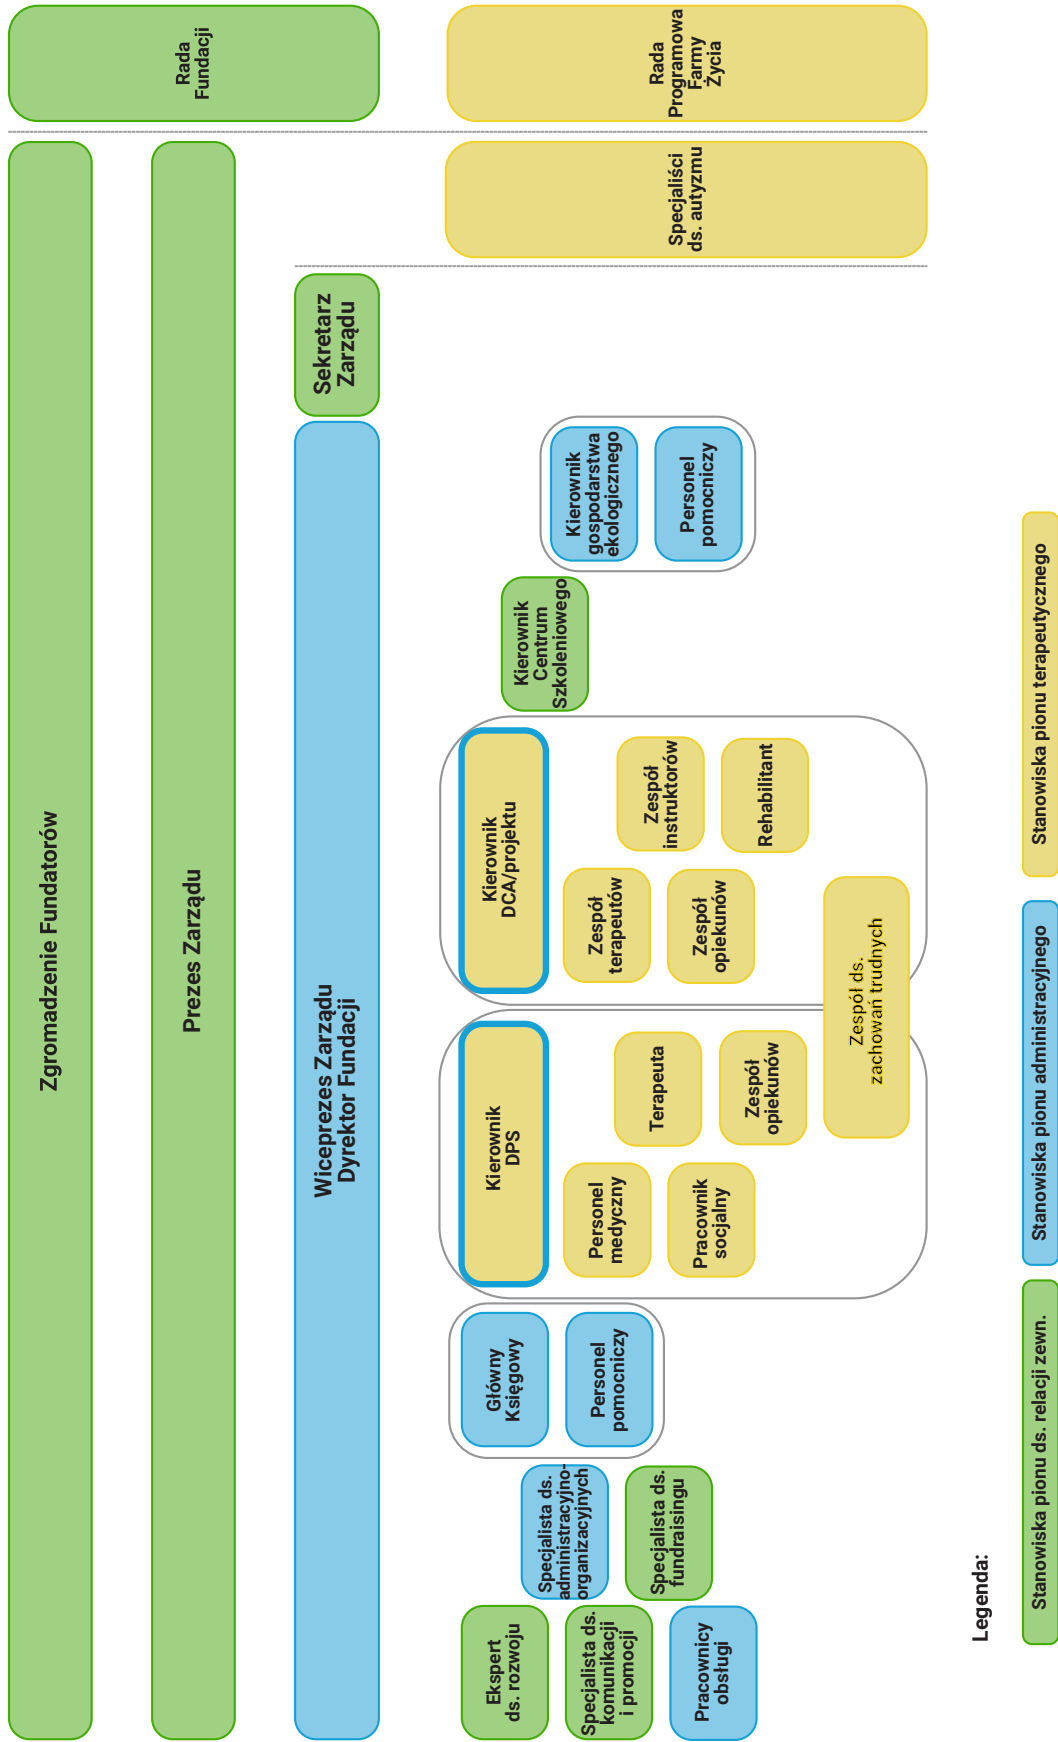 Zgromadzenie Fundatorów
Rada
Fundacji
Prezes Zarządu
Wiceprezes Zarządu
Dyrektor Fundacji
Sekretarz
Zarządu
Specjaliści
ds. autyzmu
Rada
Programowa
Farmy
Życia
Ekspert
ds. rozwoju
Specjalista ds.
komunikacji
i promocji
Pracownicy
obsługi
Specjalista ds.
administracyjno-
organizacyjnych
Specjalista ds.
fundraisingu
Główny
Księgowy
Personel
pomocniczy
Kierownik
DPS
Personel
medyczny
Pracownik
socjalny
Terapeuta
Zespół
opiekunów
Kierownik
DCA/projektu
Zespół
terapeutów
Zespół
opiekunów
Zespół
instruktorów
Rehabilitant
Zespół ds.
zachowań trudnych
Kierownik
Centrum
Szkoleniowego
Kierownik
gospodarstwa
ekologicznego
Personel
pomocniczy
Legenda:
Stanowiska pionu ds. relacji zewn.
Stanowiska pionu administracyjnego
Stanowiska pionu terapeutycznego